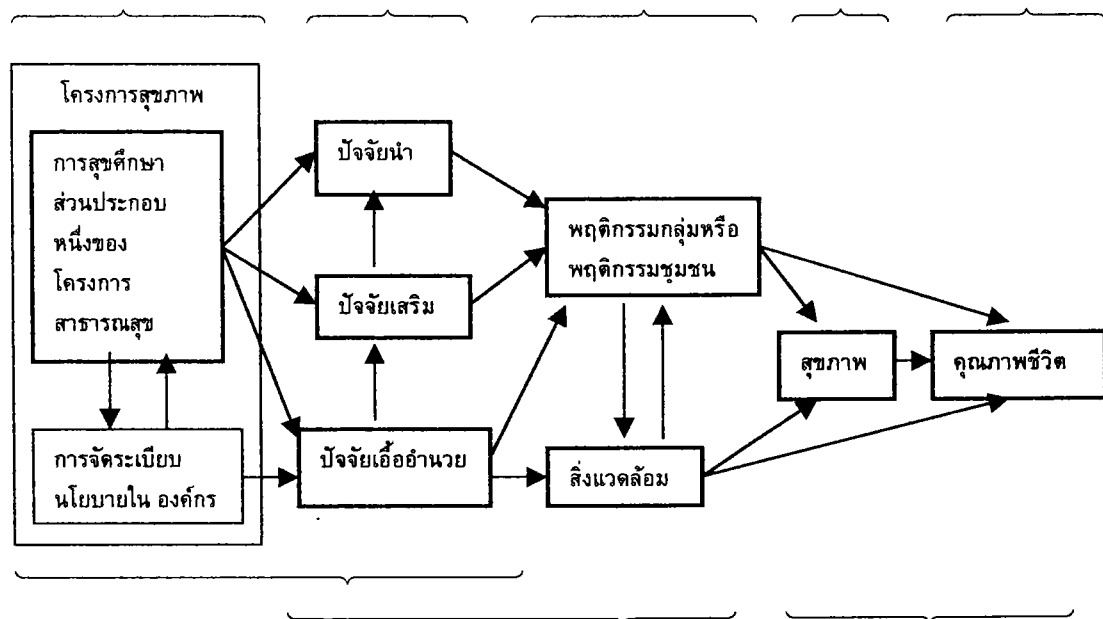 โครงการสุขภาพ
การสุขศึกษา
ส่วนประกอบ
หนึ่งของ
โครงการ
สาธารณสุข
การจัดระเบียบ
นโยบายใน องค์กร
ปัจจัยนำ
ปัจจัยเสริม
ปัจจัยเอื้ออำนวย
พฤติกรรมกลุ่มหรือ
พฤติกรรมชุมชน
สิ่งแวดล้อม
สุขภาพ
คุณภาพชีวิต